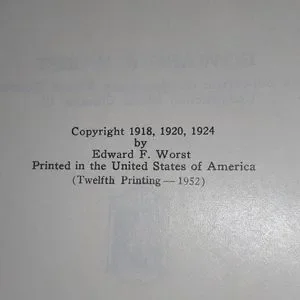 Copyright 1918, 1920, 1924
by
Edward F. Worst
Printed in the United States of America
(Twelfth Printing — 1952)